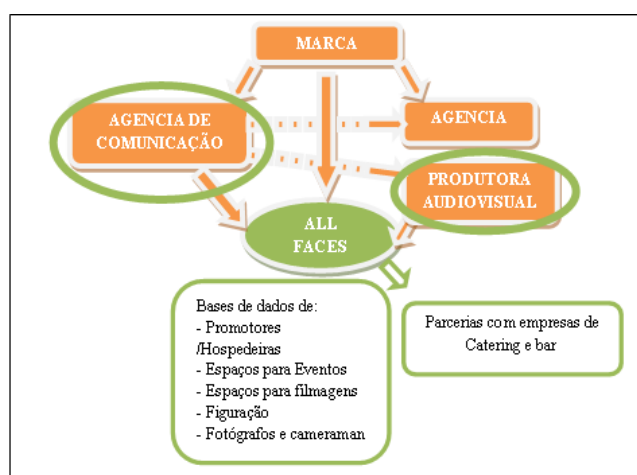 MARCA
AGENCIA DE
COMUNICAÇÃO
AGENCIA
PRODUTORA
AUDIOVISUAL
ALL
FACES
Bases de dados de:
- Promotores
/Hospedeiras
- Espaços para Eventos
- Espaços para filmagens
- Figuração
- Fotógrafos e cameraman
Parcerias com empresas de
Catering e bar